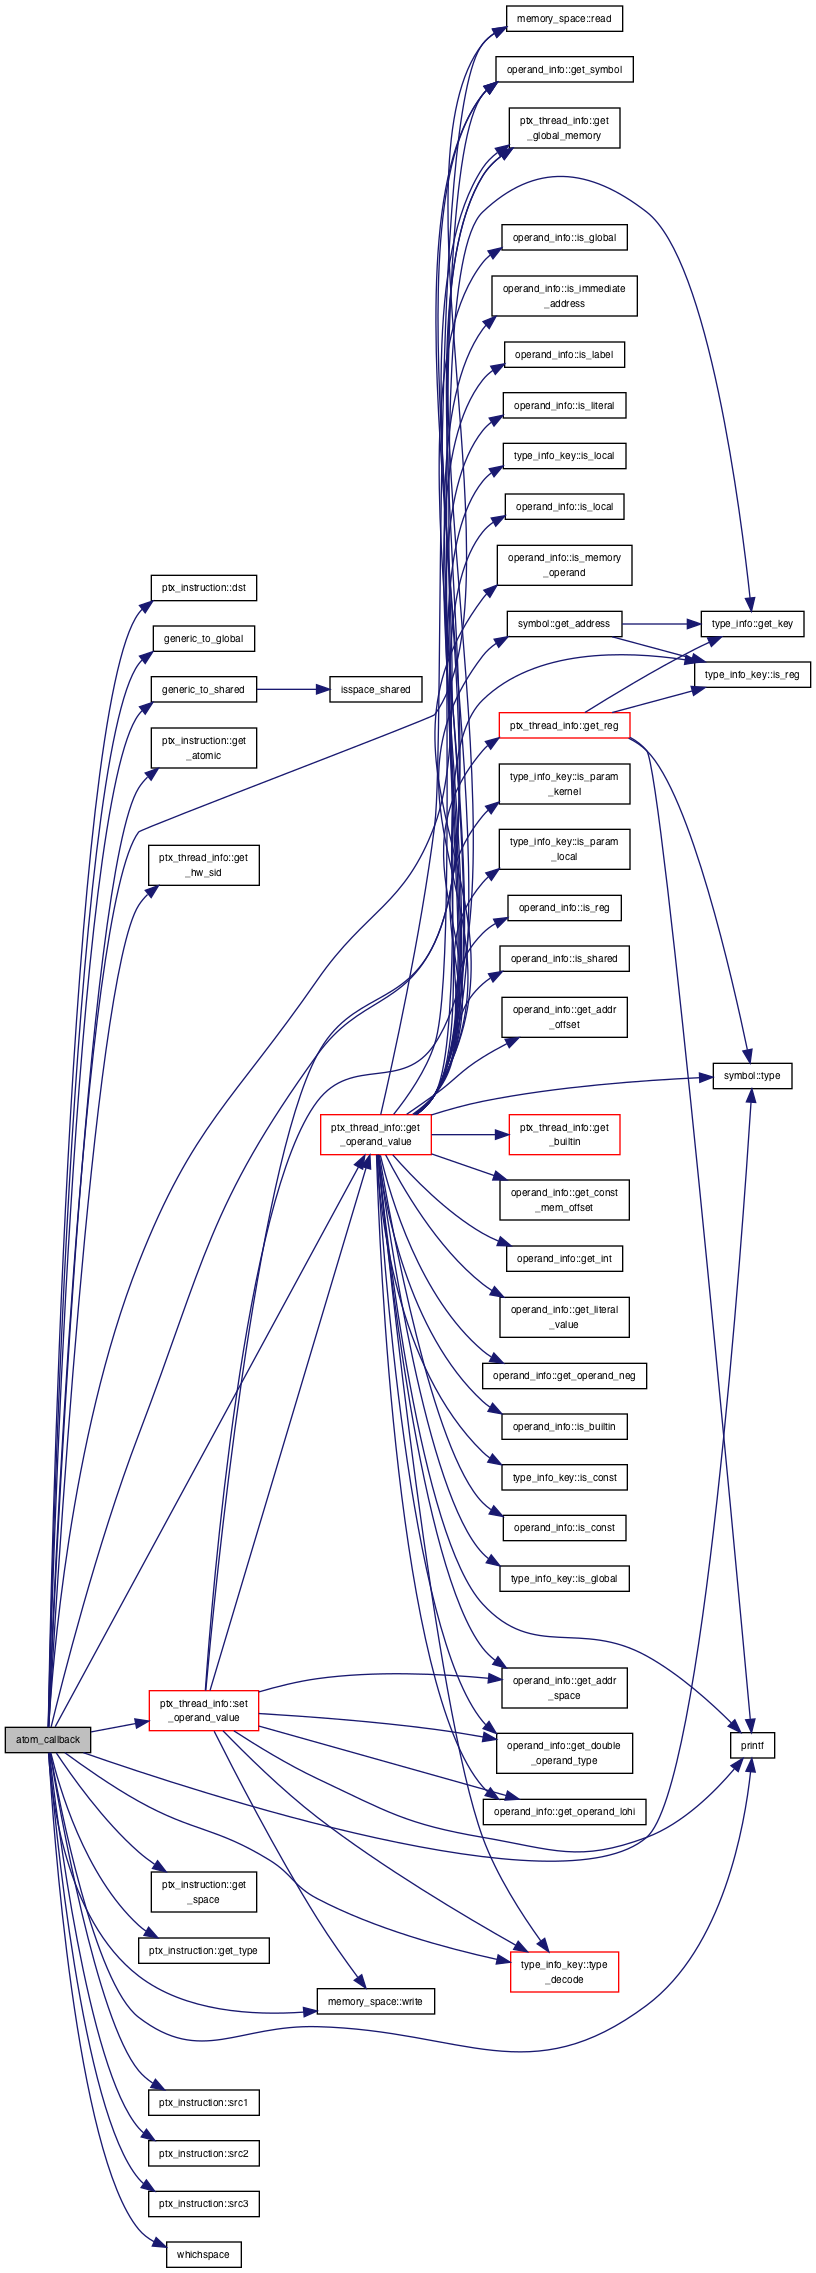 memory_space::read
operand_info::get_symbol
ptx_thread_info::get
_global_memory
operand_info::is_global
operand_info::is_immediate
_address
operand_info::is_label
operand_info::is_literal
type_info_key::is_local
operand_info::is_local
operand_info::is_memory
_operand
ptx_instruction::dst
symbol::get_address
type_info::get_key
generic_to_global
type_info_key::is_reg
generic_to_shared
isspace_shared
ptx_thread_info::get_reg
ptx_instruction::get
_atomic
type_info_key::is_param
_kernel
type_info_key::is_param
_local
ptx_thread_info::get
_hw_sid
operand_info::is_reg
operand_info::is_shared
operand_info::get_addr
_offset
symbol::type
ptx_thread_info::get
_operand_value
ptx_thread_info::get
_builtin
operand_info::get_const
_mem_offset
operand_info::get_int
operand_info::get_literal
_value
operand_info::get_operand_neg
operand_info::is_builtin
type_info_key::is_const
operand_info::is_const
type_info_key::is_global
operand_info::get_addr
_space
ptx_thread_info::set
_operand_value
atom_callback
operand_info::get_double
_operand_type
printf
operand_info::get_operand_lohi
ptx_instruction::get
_space
ptx_instruction::get_type
type_info_key::type
_decode
memory_space::write
ptx_instruction::src1
ptx_instruction::src2
ptx_instruction::src3
whichspace